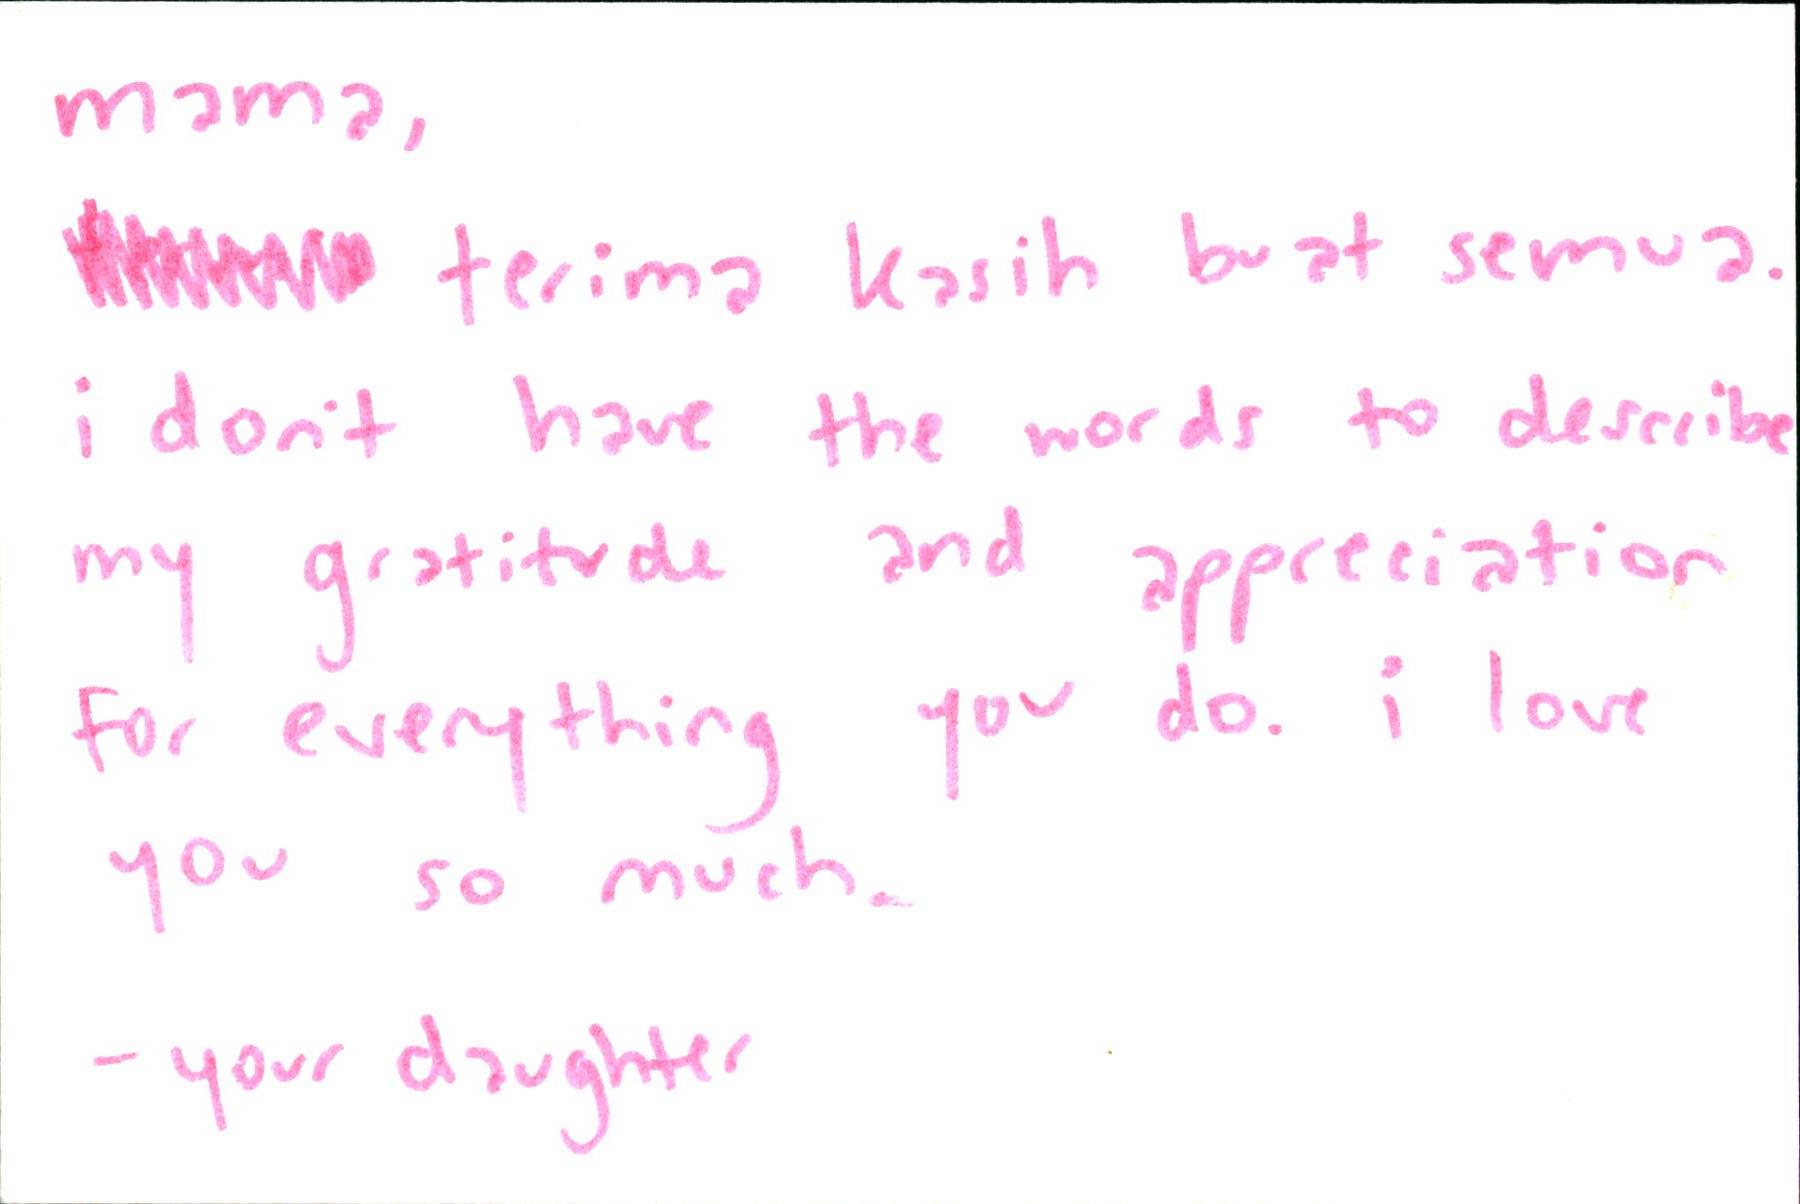 mama,
terima kasih buat semua.
i don't have the words to describe
my gratitude and appreciation
for everything you do. i love
you so much.
- your daughter